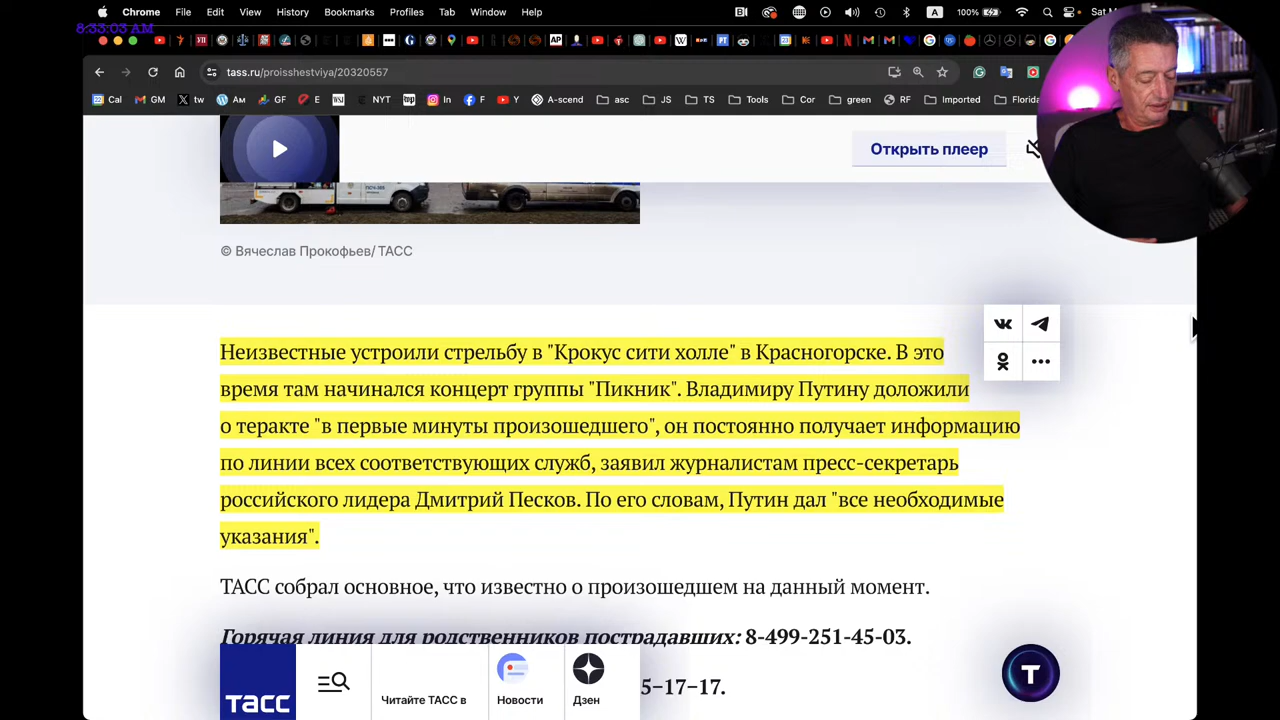 Chrome File Edit View History Bookmarks Profiles Tab Window Help A 100% Sat M
8:33:03 AM
tass.ru/proisshestviya/20320557
Cal GM tw Ам GF E NYT In F Y A-scend asc JS TS Tools Cor green RF Imported Florida
Открыть плеер
© Вячеслав Прокофьев/ ТАСС
Неизвестные устроили стрельбу в "Крокус сити холле" в Красногорске. В это
время там начинался концерт группы "Пикник". Владимиру Путину доложили
о теракте "в первые минуты произошедшего", он постоянно получает информацию
по линии всех соответствующих служб, заявил журналистам пресс-секретарь
российского лидера Дмитрий Песков. По его словам, Путин дал "все необходимые
указания".
ТАСС собрал основное, что известно о произошедшем на данный момент.
Горячая линия для родственников пострадавших: 8-499-251-45-03.
5-17-17.
ТАСС
Читайте ТАСС в
Новости
Дзен
T